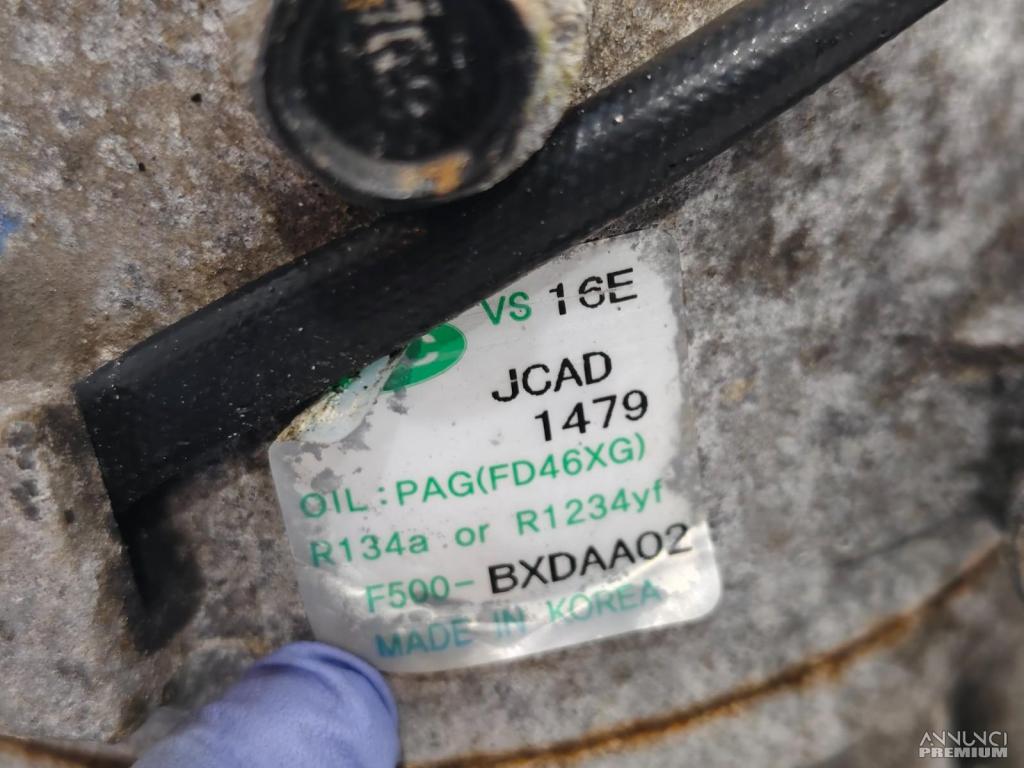 VS 16E
JCAD
1479
OIL : PAG(FD46XG)
R134a or R1234yf
F500-BXDAA02
MADE IN KOREA
ANNUNCI
PREMIUM